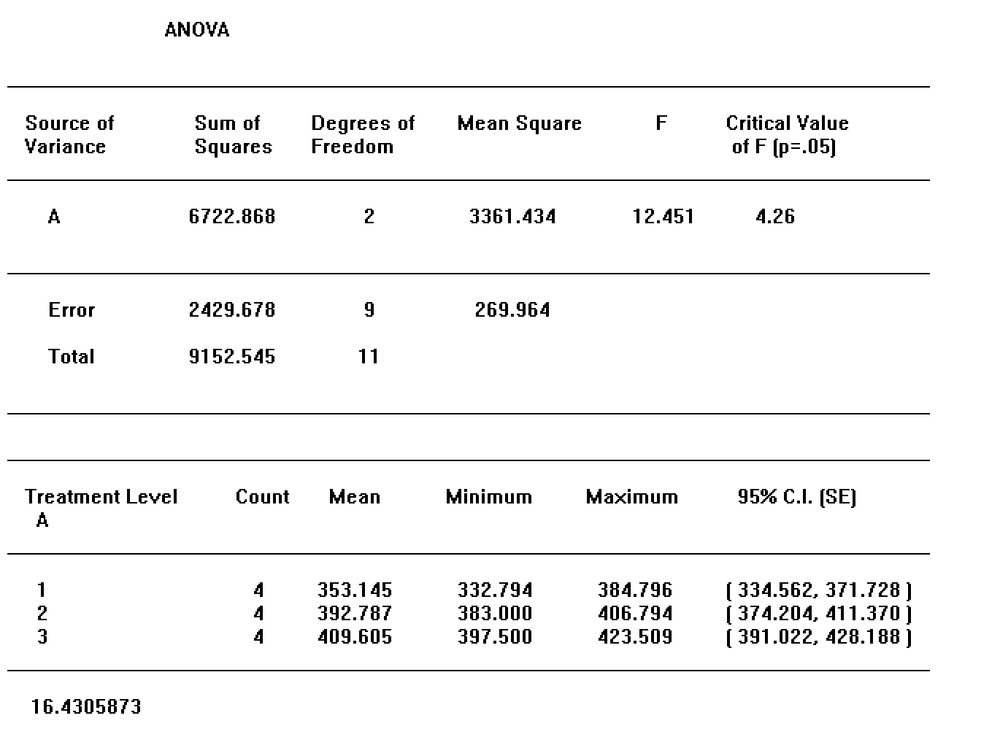 ANOVA
Source of Sum of Degrees of Mean Square F Critical Value
Variance Squares Freedom of F (p=.05)
A 6722.868 2 3361.434 12.451 4.26
Error 2429.678 9 269.964
Total 9152.545 11
Treatment Level Count Mean Minimum Maximum 95% C.I. (SE)
A
1 4 353.145 332.794 384.796 ( 334.562, 371.728 )
2 4 392.787 383.000 406.794 ( 374.204, 411.370 )
3 4 409.605 397.500 423.509 ( 391.022, 428.188 )
16.4305873